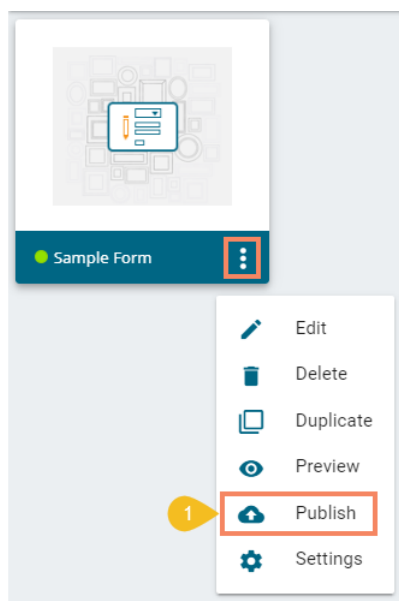 Sample Form
Edit
Delete
Duplicate
Preview
1
Publish
Settings